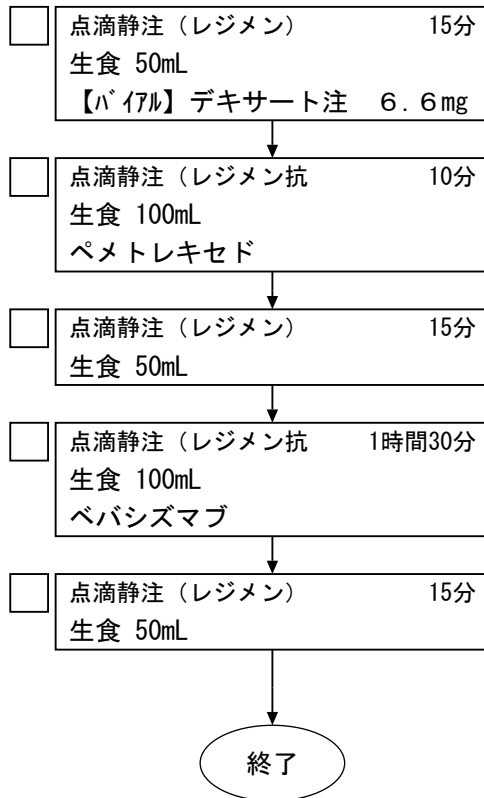 点滴静注（レジメン） 15分
生食 50mL
【ﾊﾞｲｱﾙ】デキサート注 ６．６mg
点滴静注（レジメン抗 10分
生食 100mL
ペメトレキセド
点滴静注（レジメン） 15分
生食 50mL
点滴静注（レジメン抗 1時間30分
生食 100mL
ベバシズマブ
点滴静注（レジメン） 15分
生食 50mL
終了